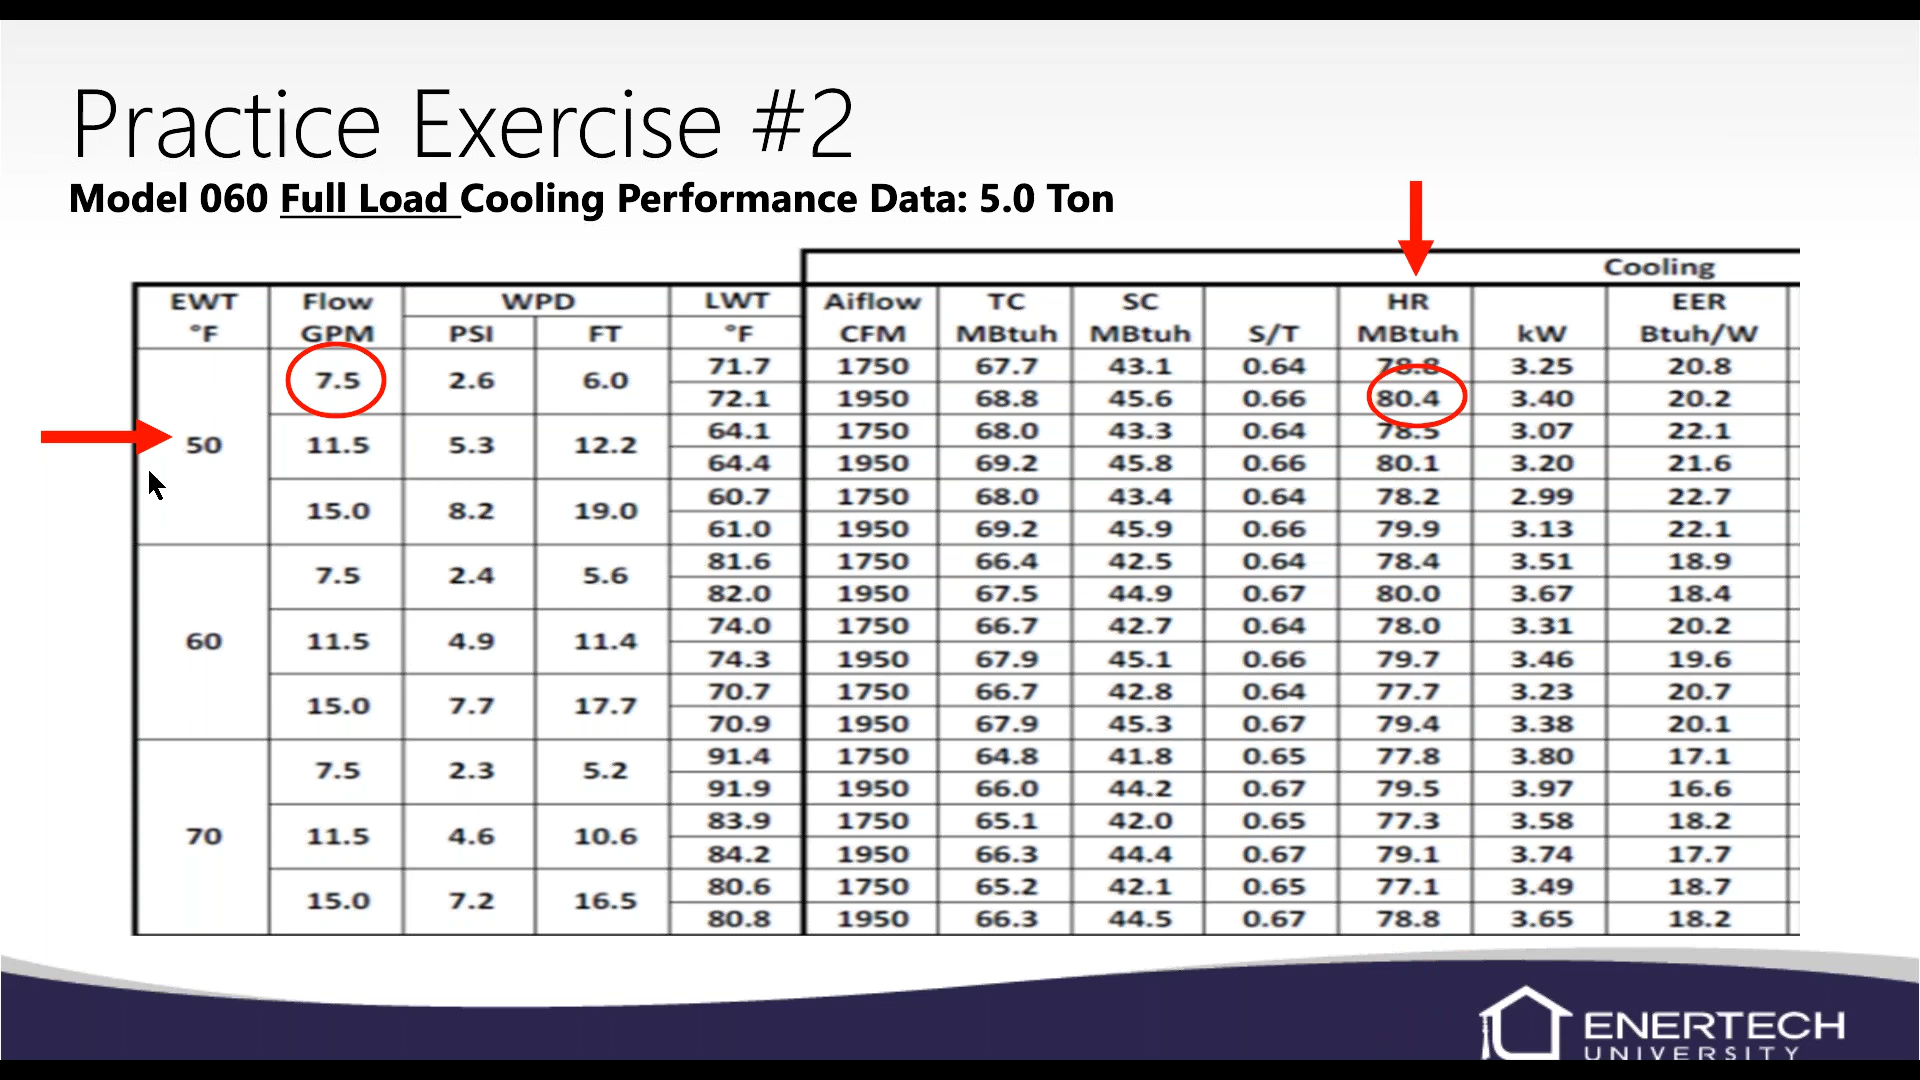 Practice Exercise #2
Model 060 Full Load Cooling Performance Data: 5.0 Ton
Cooling
EWT Flow WPD LWT Aiflow TC SC HR EER
°F GPM PSI FT °F CFM MBtuh MBtuh S/T MBtuh kW Btuh/W
50 7.5 2.6 6.0 71.7 1750 67.7 43.1 0.64 78.8 3.25 20.8
72.1 1950 68.8 45.6 0.66 80.4 3.40 20.2
11.5 5.3 12.2 64.1 1750 68.0 43.3 0.64 78.5 3.07 22.1
64.4 1950 69.2 45.8 0.66 80.1 3.20 21.6
15.0 8.2 19.0 60.7 1750 68.0 43.4 0.64 78.2 2.99 22.7
61.0 1950 69.2 45.9 0.66 79.9 3.13 22.1
60 7.5 2.4 5.6 81.6 1750 66.4 42.5 0.64 78.4 3.51 18.9
82.0 1950 67.5 44.9 0.67 80.0 3.67 18.4
11.5 4.9 11.4 74.0 1750 66.7 42.7 0.64 78.0 3.31 20.2
74.3 1950 67.9 45.1 0.66 79.7 3.46 19.6
15.0 7.7 17.7 70.7 1750 66.7 42.8 0.64 77.7 3.23 20.7
70.9 1950 67.9 45.3 0.67 79.4 3.38 20.1
70 7.5 2.3 5.2 91.4 1750 64.8 41.8 0.65 77.8 3.80 17.1
91.9 1950 66.0 44.2 0.67 79.5 3.97 16.6
11.5 4.6 10.6 83.9 1750 65.1 42.0 0.65 77.3 3.58 18.2
84.2 1950 66.3 44.4 0.67 79.1 3.74 17.7
15.0 7.2 16.5 80.6 1750 65.2 42.1 0.65 77.1 3.49 18.7
80.8 1950 66.3 44.5 0.67 78.8 3.65 18.2
ENERTECH
UNIVERSITY